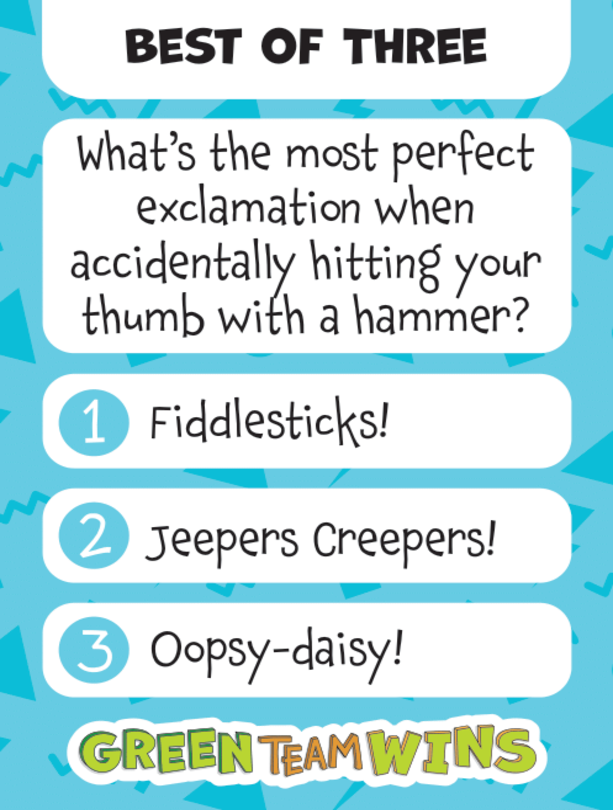 BEST OF THREE
What's the most perfect
exclamation when
accidentally hitting your
thumb with a hammer?
1 Fiddlesticks!
2 Jeepers Creepers!
3 Oopsy-daisy!
GREEN TEAM WINS